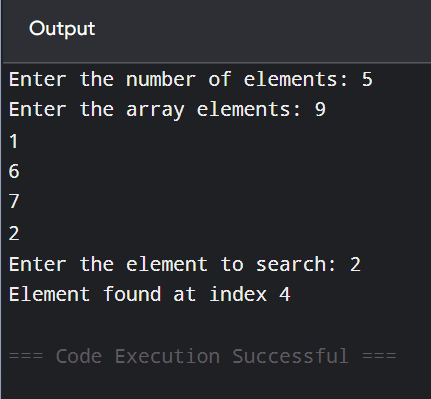 Output
Enter the number of elements: 5
Enter the array elements: 9
1
6
7
2
Enter the element to search: 2
Element found at index 4
=== Code Execution Successful ===